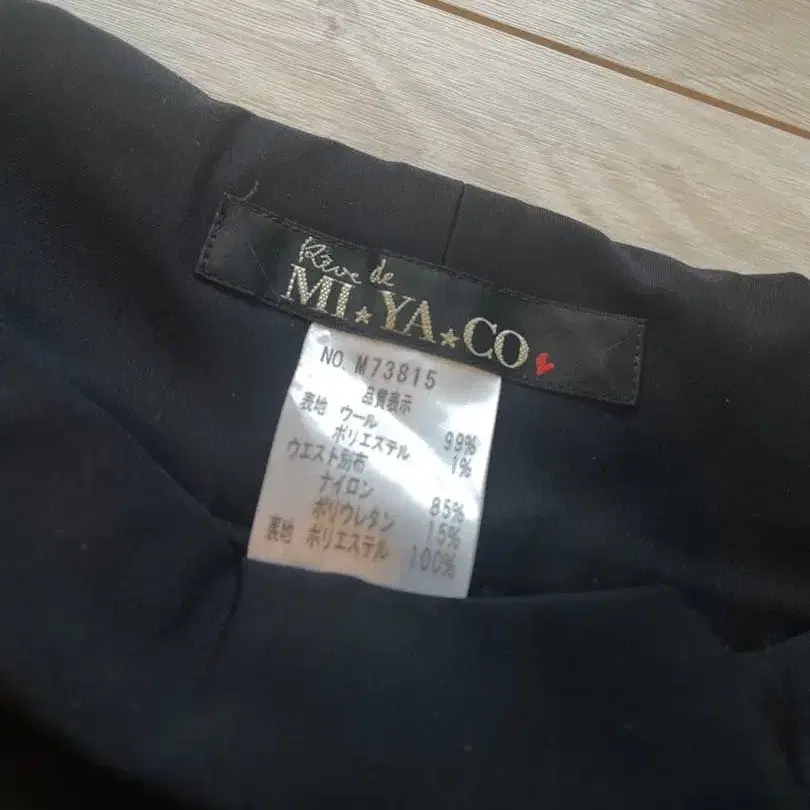 Rêve de
MI★YA★CO
NO. M73815
品質表示
表地 ウール 99%
ポリエステル 1%
ウエスト別布
ナイロン 85%
ポリウレタン 15%
裏地 ポリエステル 100%